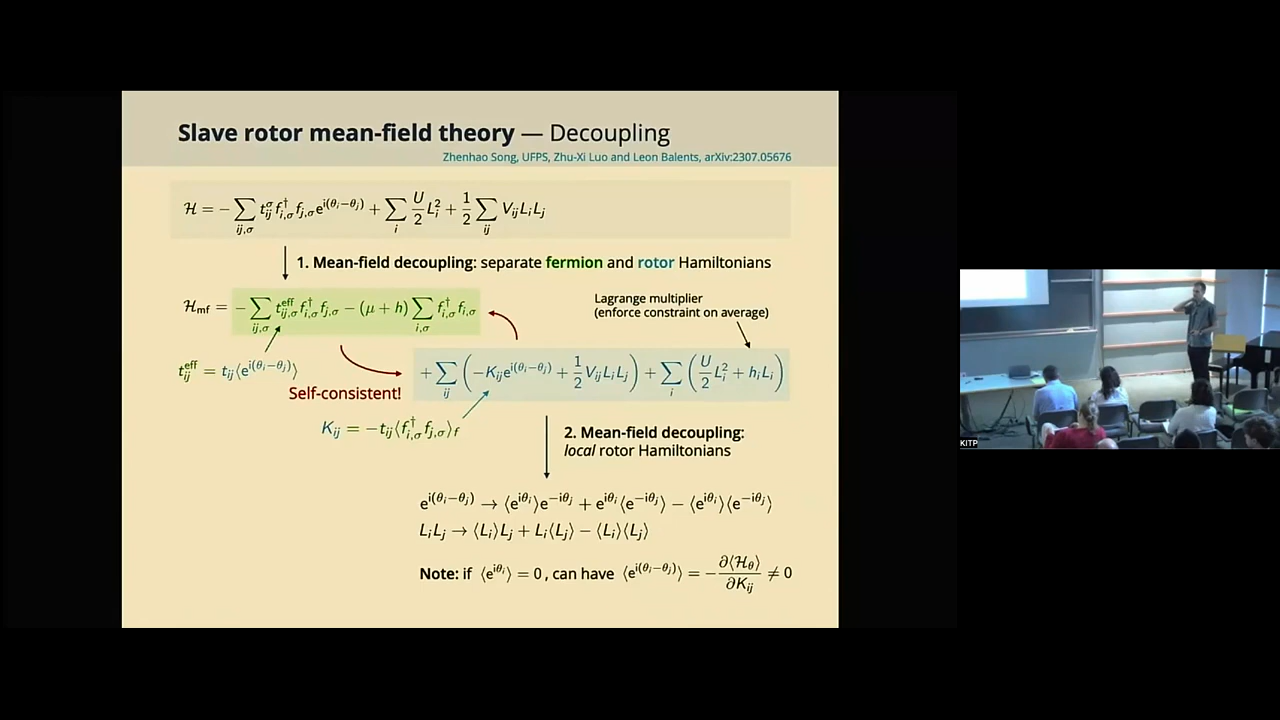 Slave rotor mean-field theory — Decoupling
Zhenhao Song, UFPS, Zhu-Xi Luo and Leon Balents, arXiv:2307.05676
ℋ = −∑_{ij,σ} t^σ_{ij} f†_{i,σ} f_{j,σ} e^{i(θ_i−θ_j)} + ∑_i U/2 L_i² + 1/2 ∑_{ij} V_{ij} L_i L_j
1. Mean-field decoupling: separate fermion and rotor Hamiltonians
ℋ_mf = −∑_{ij,σ} t^eff_{ij} f†_{i,σ} f_{j,σ} − (μ + h) ∑_{i,σ} f†_{i,σ} f_{i,σ}
Lagrange multiplier
(enforce constraint on average)
t^eff_{ij} = t_{ij}⟨e^{i(θ_i−θ_j)}⟩
Self-consistent!
+ ∑_{ij} (−K_{ij} e^{i(θ_i−θ_j)} + 1/2 V_{ij} L_i L_j) + ∑_i (U/2 L_i² + h_i L_i)
K_{ij} = −t_{ij}⟨f†_{i,σ} f_{j,σ}⟩_f
2. Mean-field decoupling:
local rotor Hamiltonians
e^{i(θ_i−θ_j)} → ⟨e^{iθ_i}⟩e^{−iθ_j} + e^{iθ_i}⟨e^{−iθ_j}⟩ − ⟨e^{iθ_i}⟩⟨e^{−iθ_j}⟩
L_i L_j → ⟨L_i⟩L_j + L_i⟨L_j⟩ − ⟨L_i⟩⟨L_j⟩
Note: if ⟨e^{iθ_i}⟩ = 0, can have ⟨e^{i(θ_i−θ_j)}⟩ = −∂⟨ℋ_θ⟩/∂K_{ij} ≠ 0
KITP